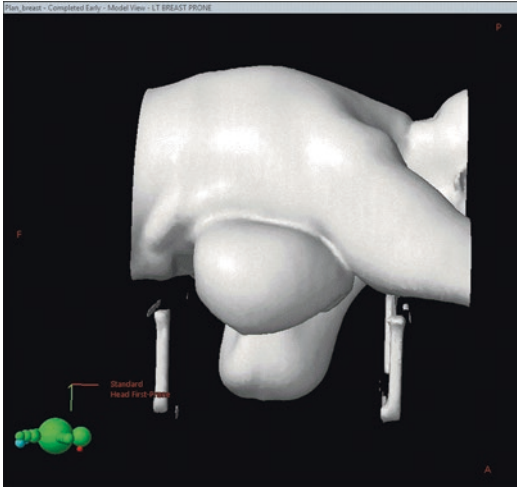 Plan_breast - Completed Early - Model View - LT BREAST PRONE
P
F
Standard
Head First-Prone
A